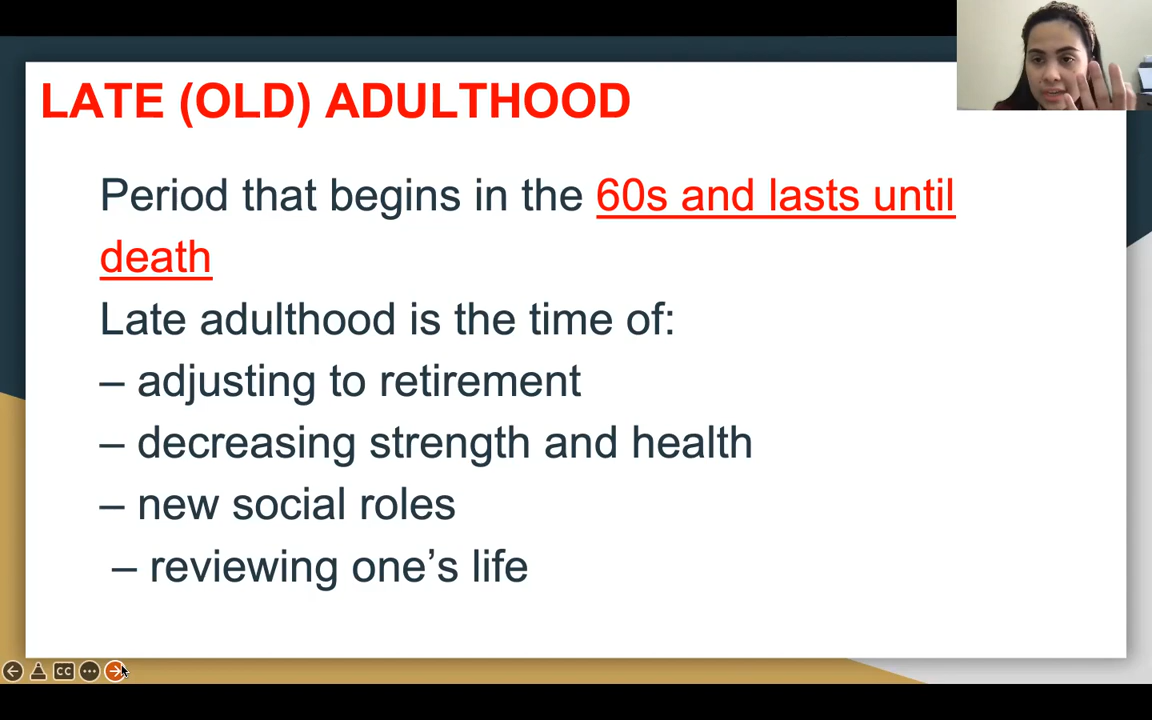 LATE (OLD) ADULTHOOD
Period that begins in the 60s and lasts until
death
Late adulthood is the time of:
– adjusting to retirement
– decreasing strength and health
– new social roles
– reviewing one’s life
CC